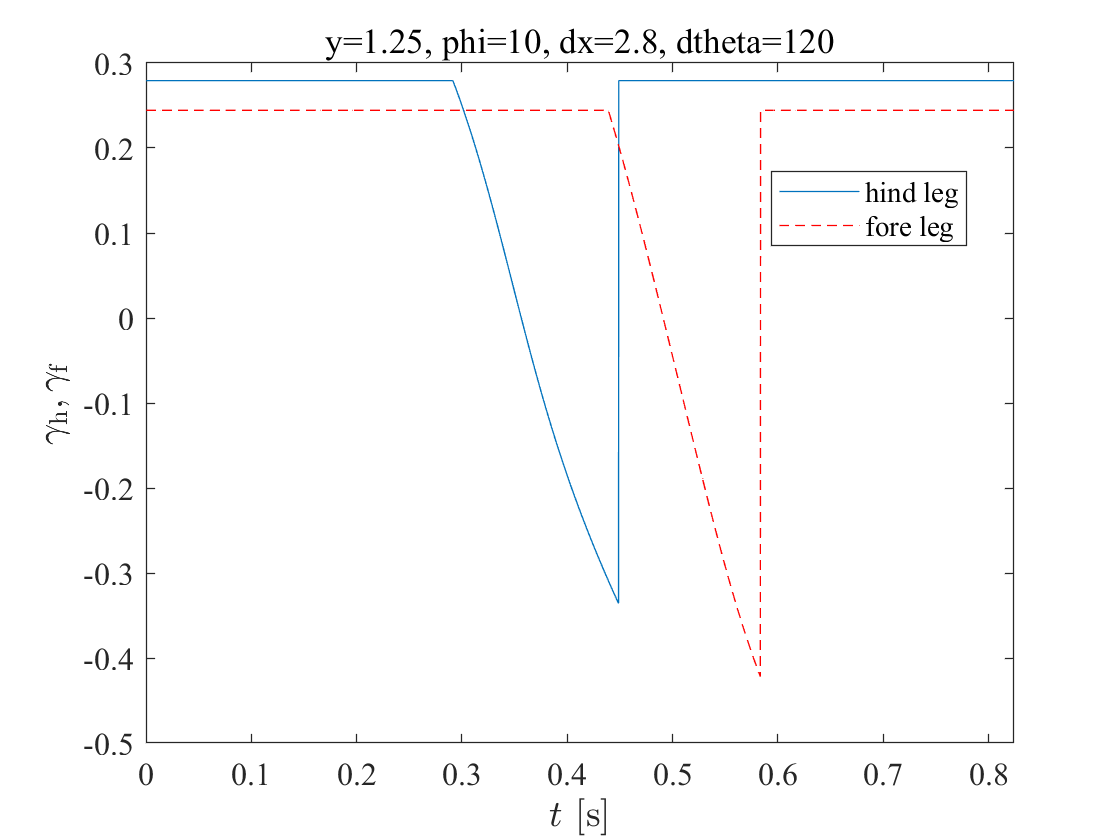 y=1.25, phi=10, dx=2.8, dtheta=120
0.3
0.2
0.1
0
-0.1
-0.2
-0.3
-0.4
-0.5
γh, γf
hind leg
fore leg
0 0.1 0.2 0.3 0.4 0.5 0.6 0.7 0.8
t [s]